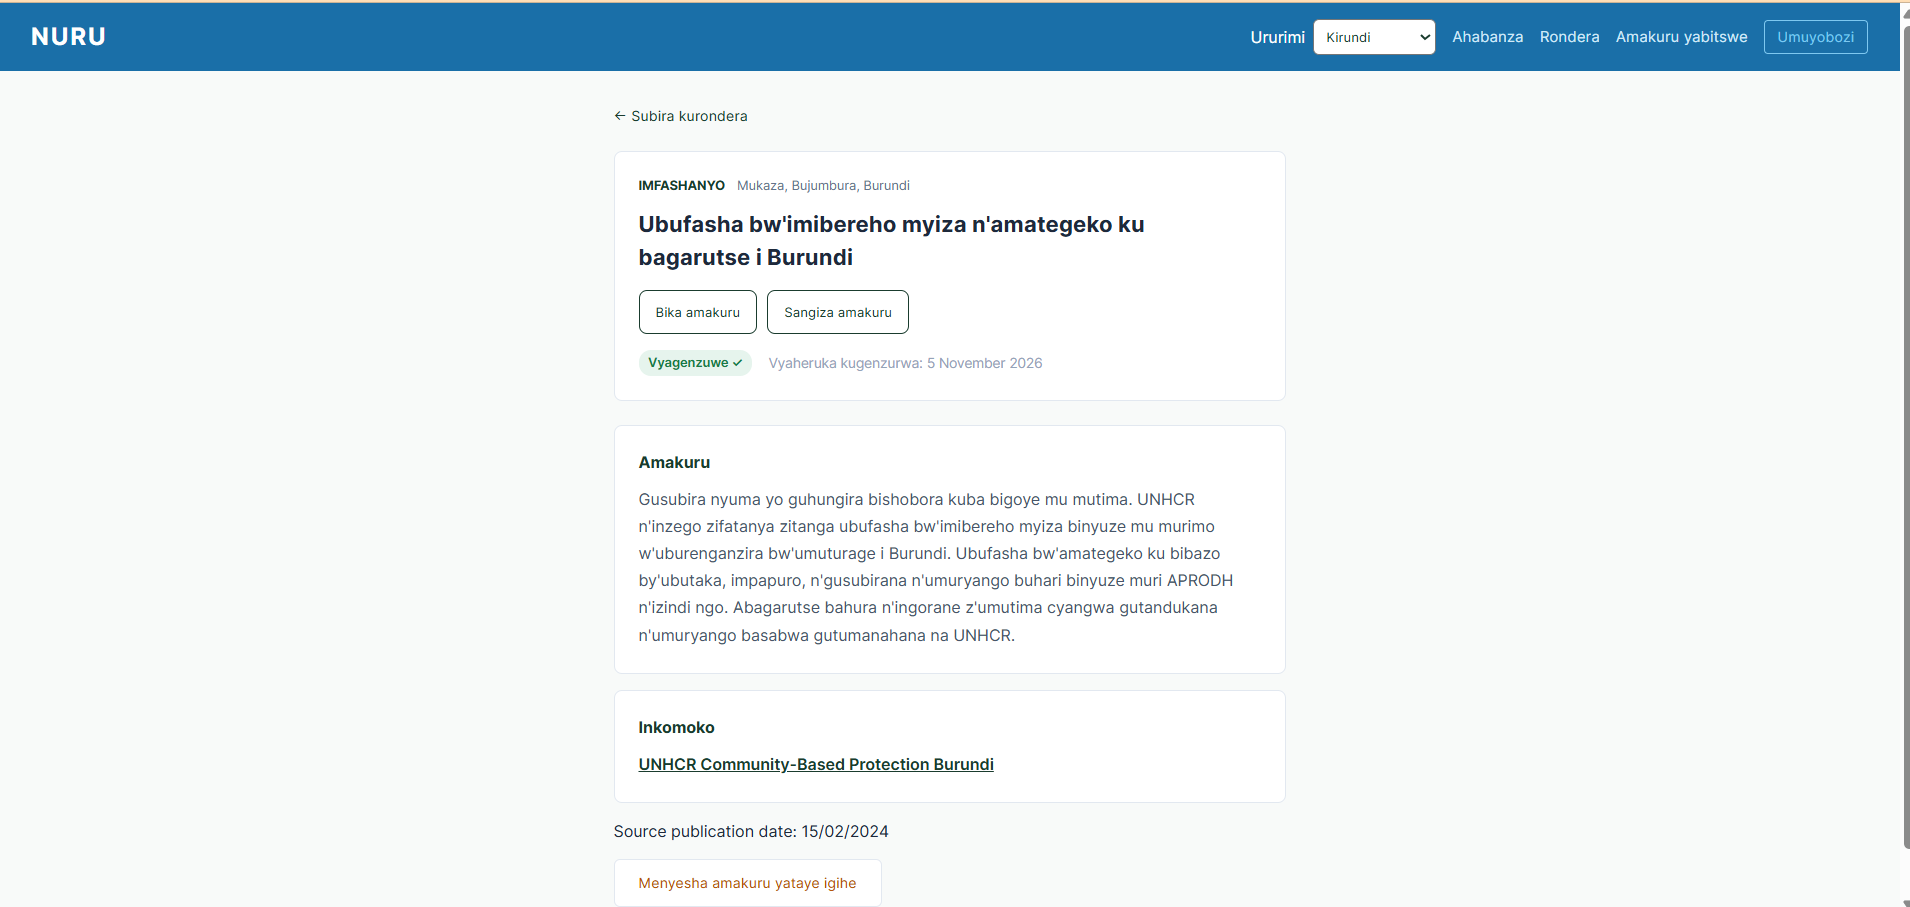 NURU
Ururimi
Kirundi
Ahabanza
Rondera
Amakuru yabitswe
Umuyobozi
← Subira kurondera
IMFASHANYO Mukaza, Bujumbura, Burundi
Ubufasha bw'imibereho myiza n'amategeko ku
bagarutse i Burundi
Bika amakuru
Sangiza amakuru
Vyagenzuwe ✓ Vyaheruka kugenzurwa: 5 November 2026
Amakuru
Gusubira nyuma yo guhungira bishobora kuba bigoye mu mutima. UNHCR
n'inzego zifatanya zitanga ubufasha bw'imibereho myiza binyuze mu murimo
w'uburenganzira bw'umuturage i Burundi. Ubufasha bw'amategeko ku bibazo
by'ubutaka, impapuro, n'gusubirana n'umuryango buhari binyuze muri APRODH
n'izindi ngo. Abagarutse bahura n'ingorane z'umutima cyangwa gutandukana
n'umuryango basabwa gutumanahana na UNHCR.
Inkomoko
UNHCR Community-Based Protection Burundi
Source publication date: 15/02/2024
Menyesha amakuru yataye igihe